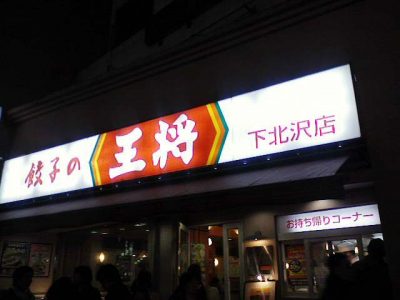 餃子の王将 下北沢店
お持ち帰りコーナー